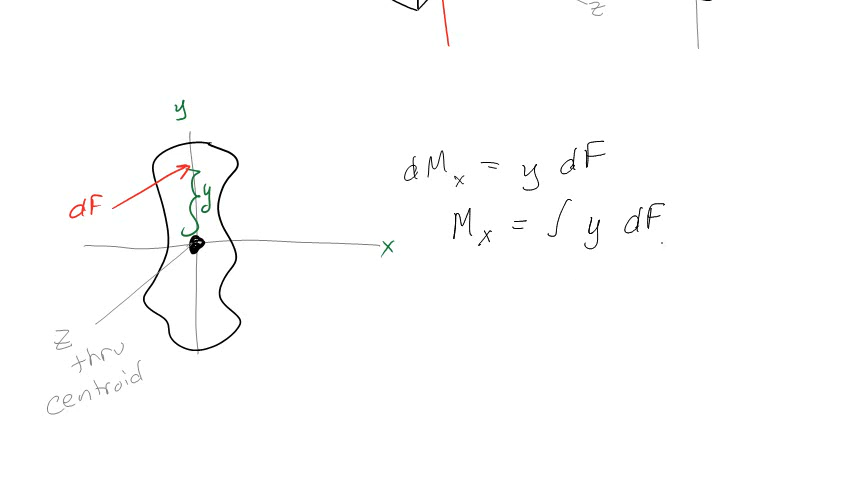 z
y
dF
y
dMx = y dF
Mx = ∫ y dF
x
z
thru
centroid